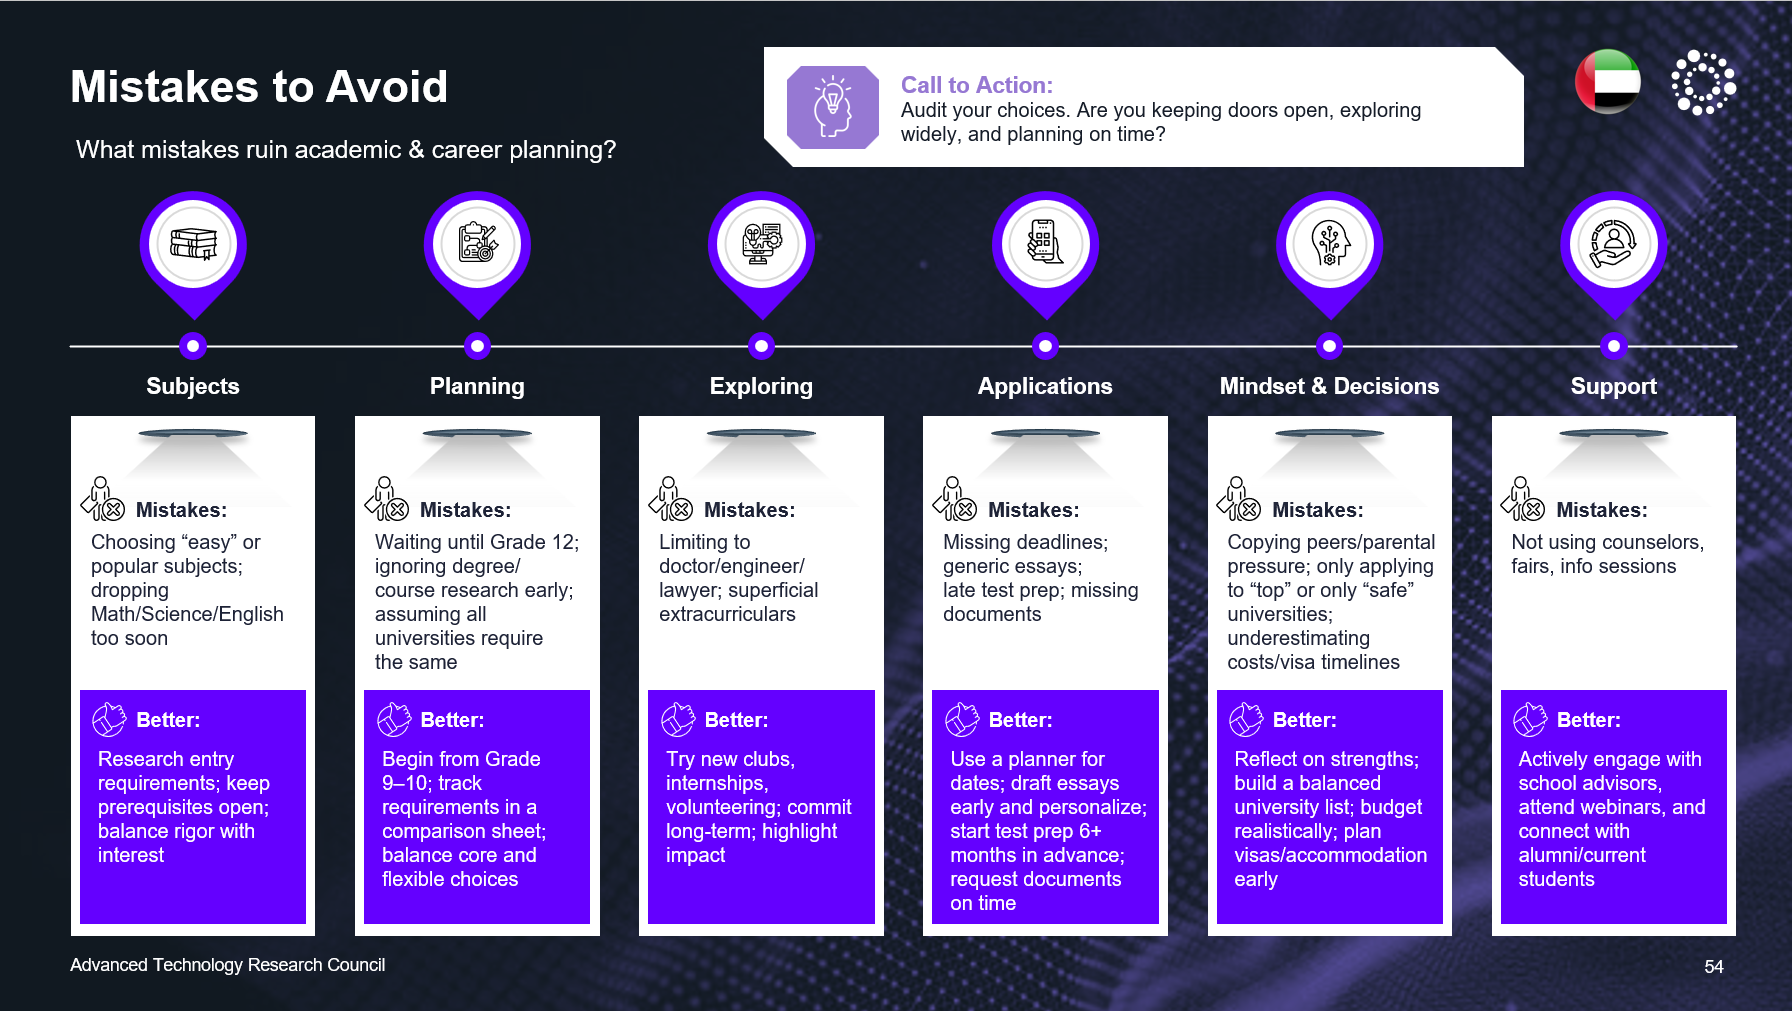 Mistakes to Avoid
What mistakes ruin academic & career planning?
Call to Action:
Audit your choices. Are you keeping doors open, exploring
widely, and planning on time?
Subjects
Mistakes:
Choosing “easy” or
popular subjects;
dropping
Math/Science/English
too soon
Better:
Research entry
requirements; keep
prerequisites open;
balance rigor with
interest
Planning
Mistakes:
Waiting until Grade 12;
ignoring degree/
course research early;
assuming all
universities require
the same
Better:
Begin from Grade
9–10; track
requirements in a
comparison sheet;
balance core and
flexible choices
Exploring
Mistakes:
Limiting to
doctor/engineer/
lawyer; superficial
extracurriculars
Better:
Try new clubs,
internships,
volunteering; commit
long-term; highlight
impact
Applications
Mistakes:
Missing deadlines;
generic essays;
late test prep; missing
documents
Better:
Use a planner for
dates; draft essays
early and personalize;
start test prep 6+
months in advance;
request documents
on time
Mindset & Decisions
Mistakes:
Copying peers/parental
pressure; only applying
to “top” or only “safe”
universities;
underestimating
costs/visa timelines
Better:
Reflect on strengths;
build a balanced
university list; budget
realistically; plan
visas/accommodation
early
Support
Mistakes:
Not using counselors,
fairs, info sessions
Better:
Actively engage with
school advisors,
attend webinars, and
connect with
alumni/current
students
Advanced Technology Research Council
54